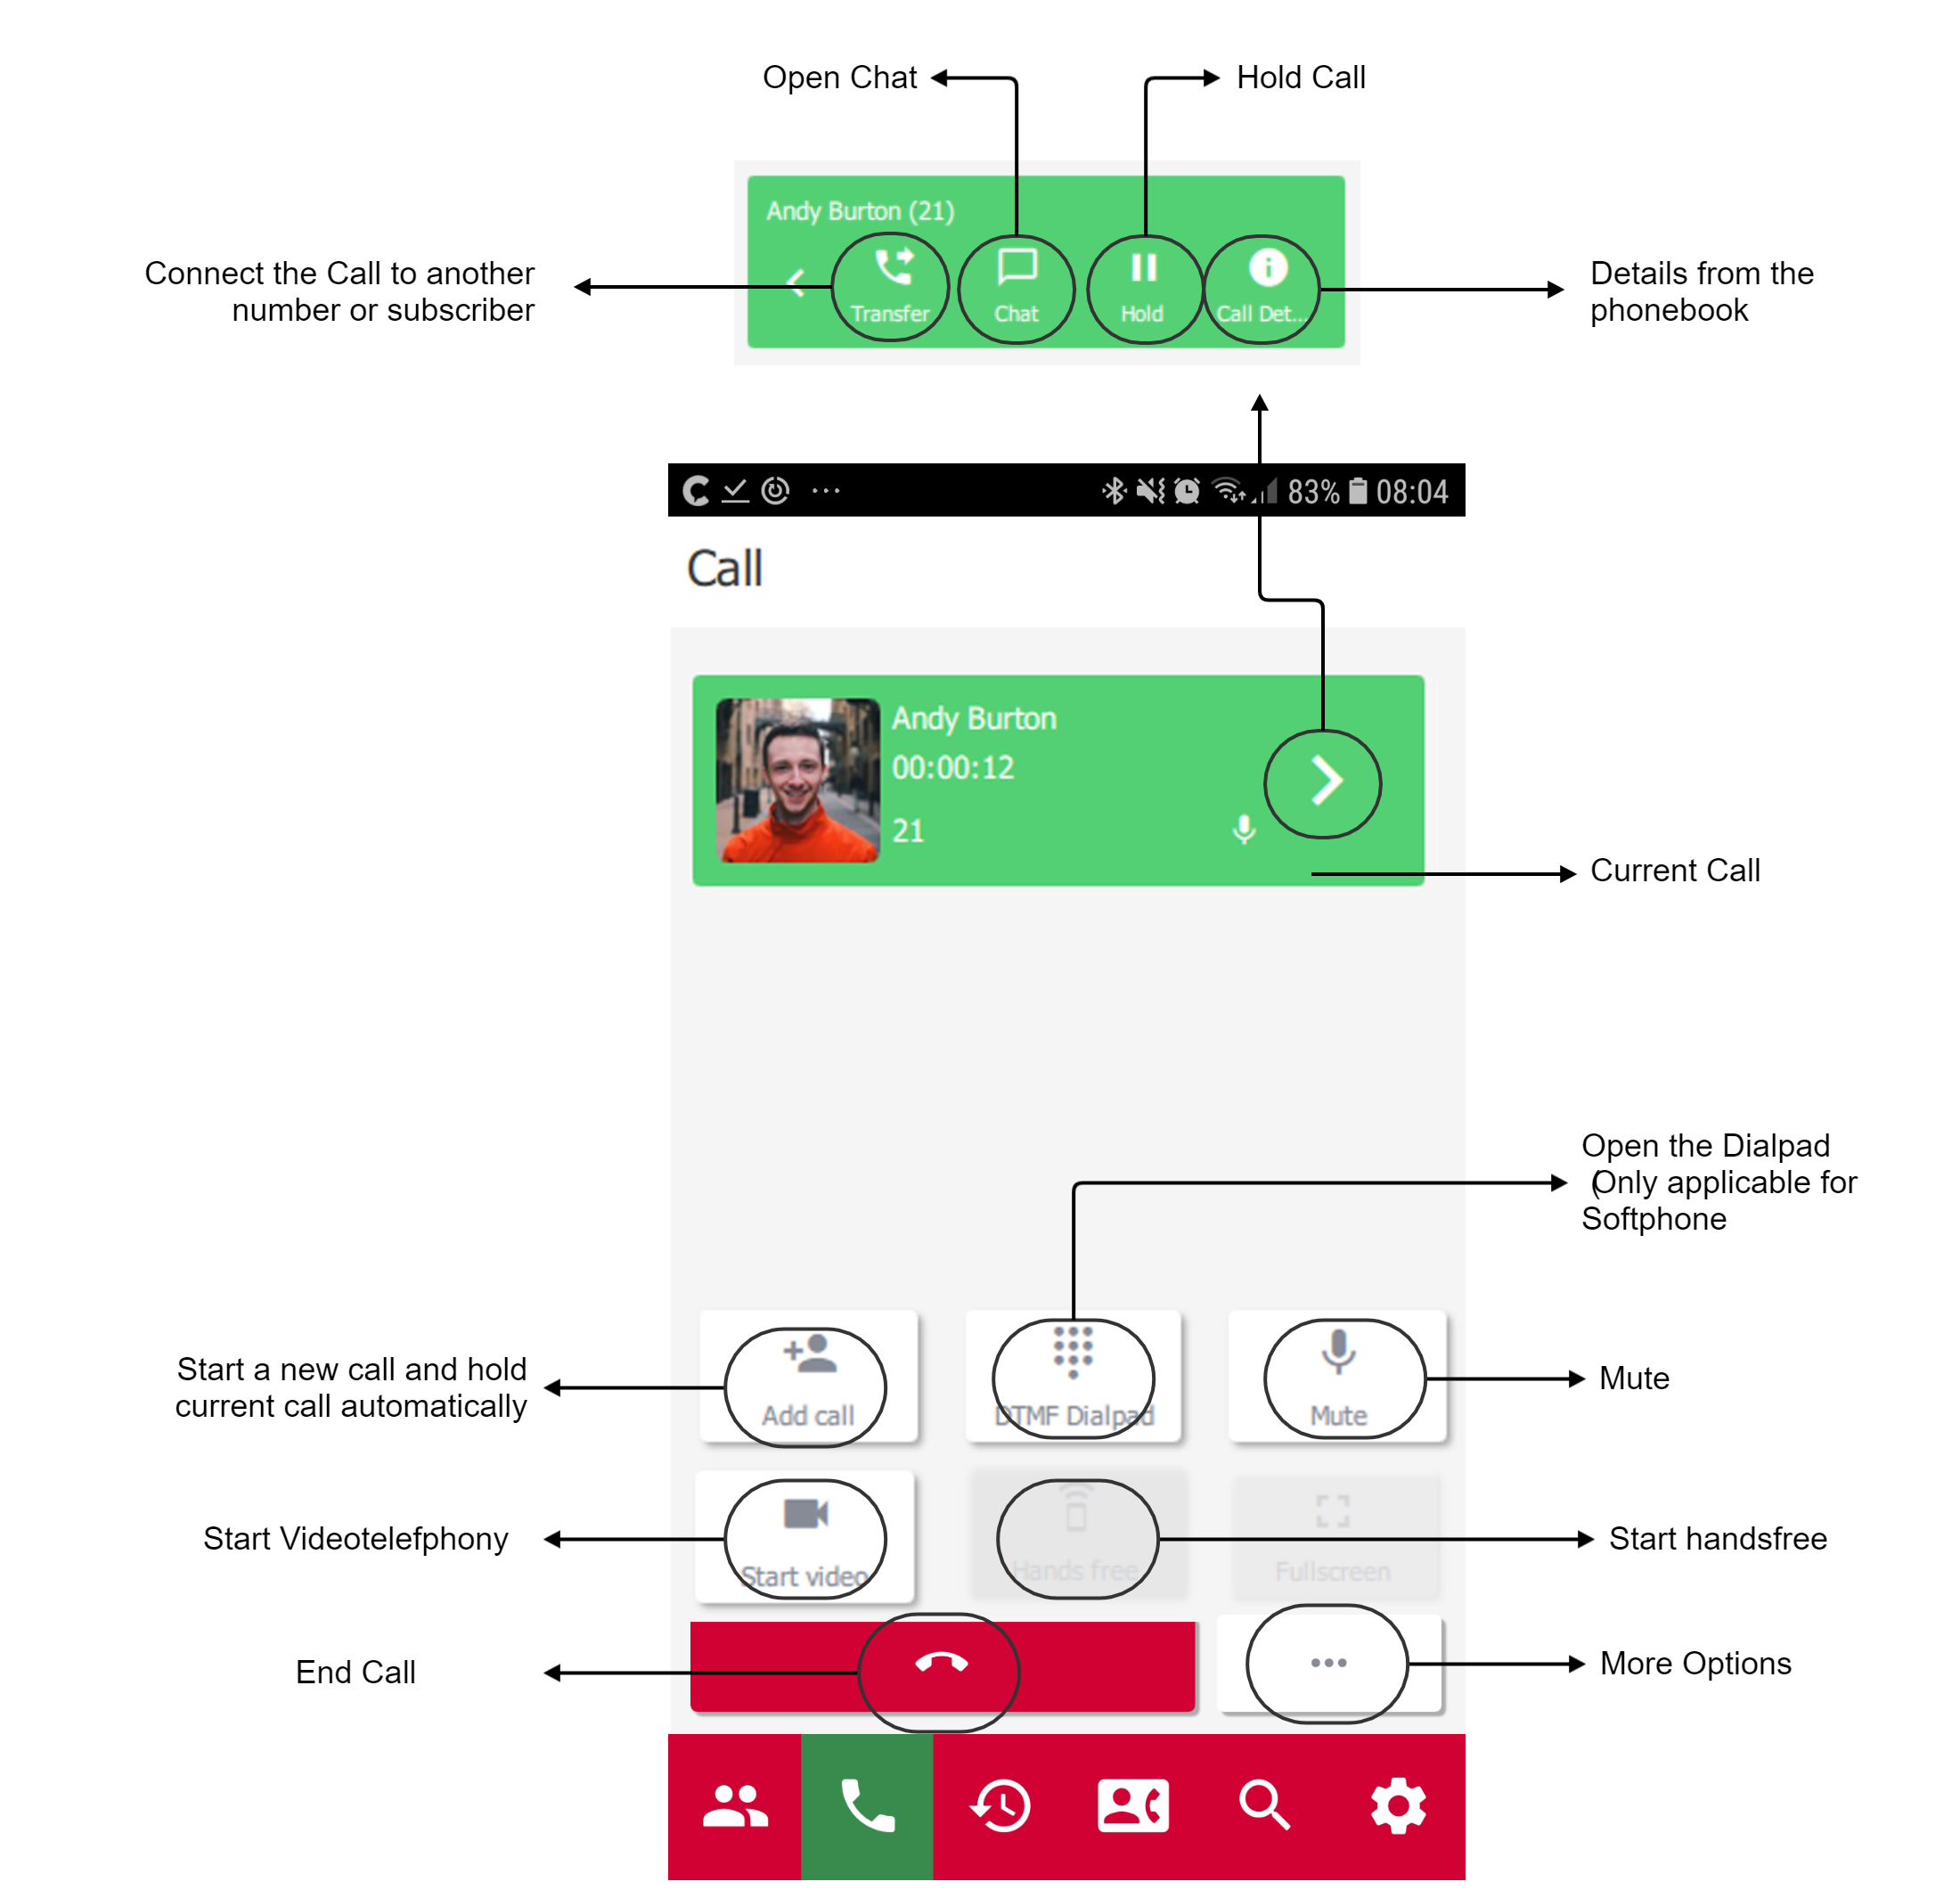 Open Chat
Hold Call
Andy Burton (21)
Connect the Call to another
number or subscriber
Transfer
Chat
Hold
Call Det...
Details from the
phonebook
83%
08:04
Call
Andy Burton
00:00:12
21
Current Call
Open the Dialpad
(Only applicable for
Softphone
Start a new call and hold
current call automatically
Add call
DTMF Dialpad
Mute
Mute
Start Videotelefphony
Start video
Hands free
Fullscreen
Start handsfree
End Call
More Options